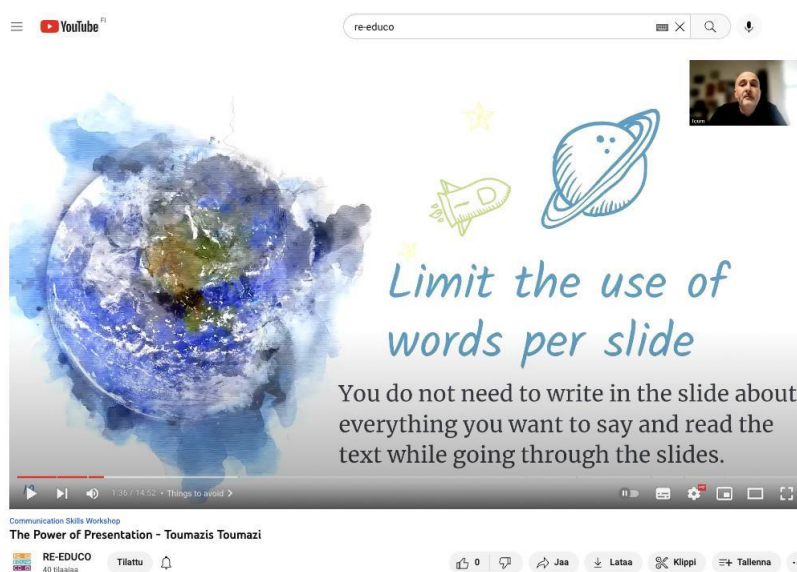 YouTube FI
re-educo
Limit the use of
words per slide
You do not need to write in the slide about
everything you want to say and read the
text while going through the slides.
1:36 / 14:52 • Things to avoid >
Communication Skills Workshop
The Power of Presentation - Toumazis Toumazi
RE-EDUCO
40 tilaajaa
Tilattu
0
Jaa
Lataa
Klippi
Tallenna